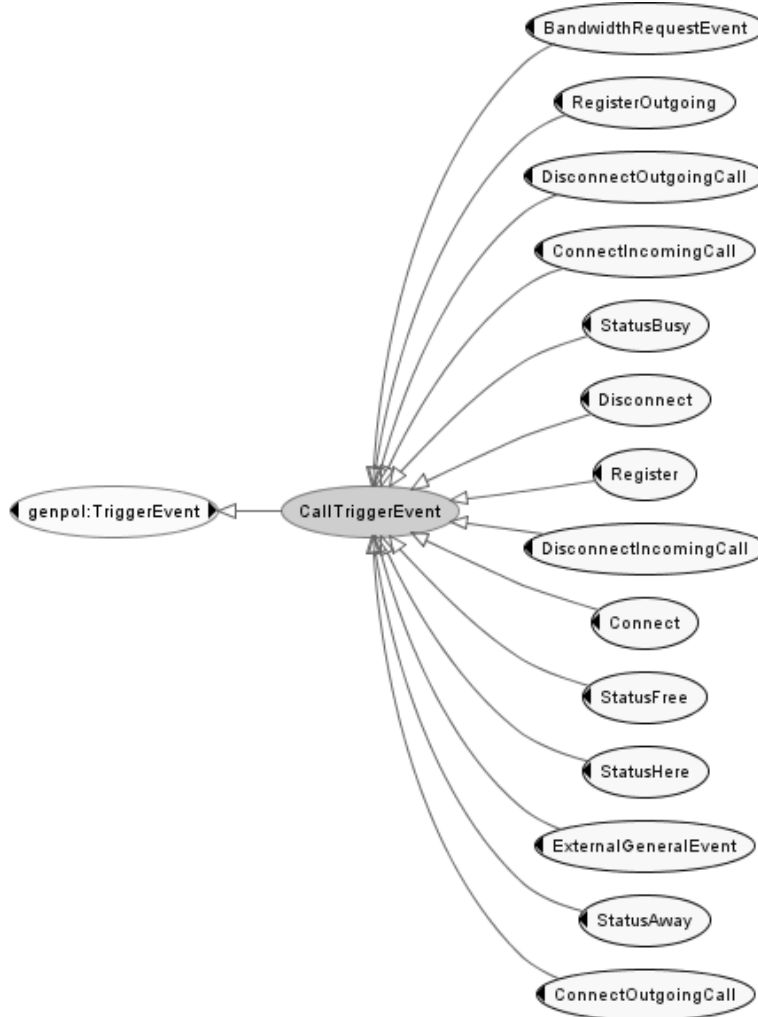 BandwidthRequestEvent
RegisterOutgoing
DisconnectOutgoingCall
ConnectIncomingCall
StatusBusy
Disconnect
Register
genpol:TriggerEvent
CallTriggerEvent
DisconnectIncomingCall
Connect
StatusFree
StatusHere
ExternalGeneralEvent
StatusAway
ConnectOutgoingCall